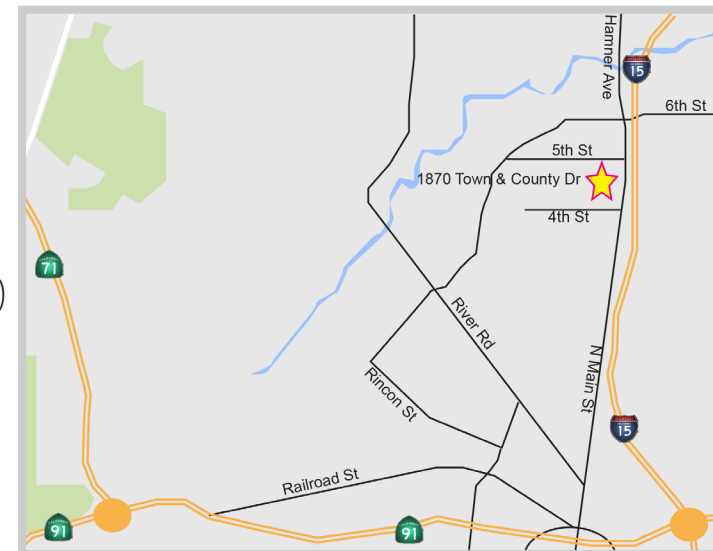 Hamner Ave
15
6th St
5th St
1870 Town & County Dr
4th St
71
River Rd
N Main St
Rincon St
15
Railroad St
91
91
)